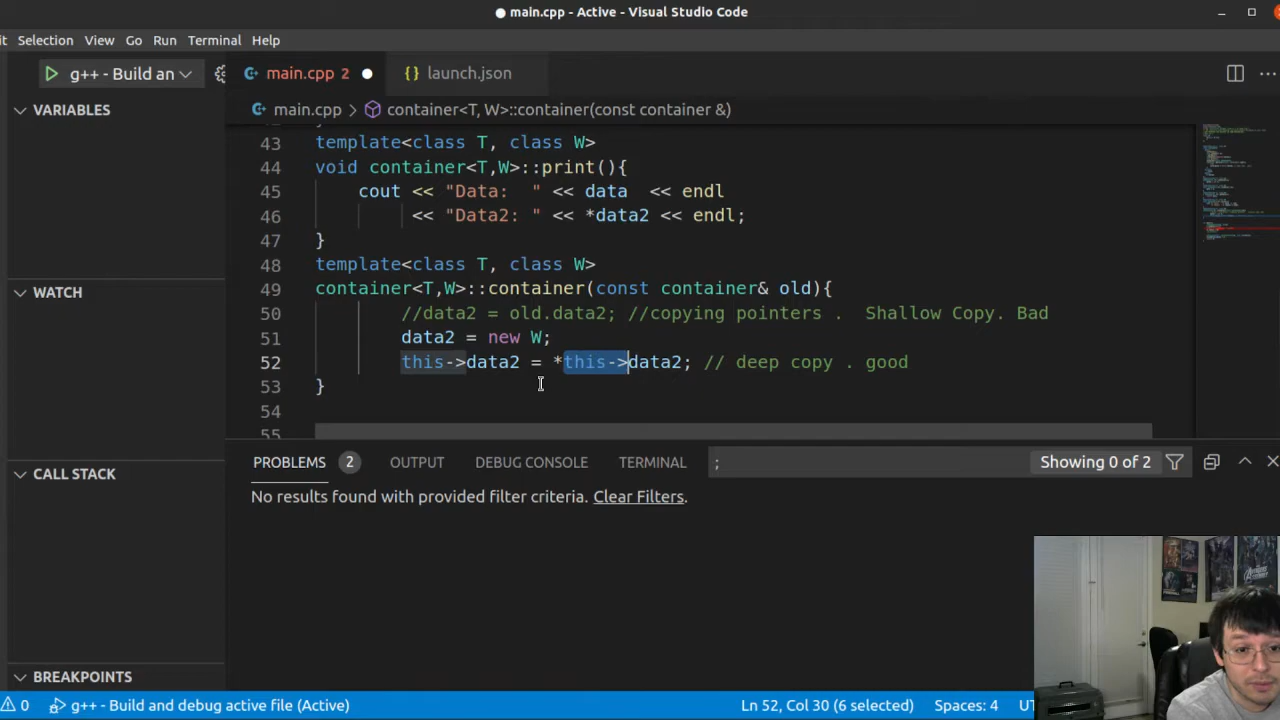 ● main.cpp - Active - Visual Studio Code
it Selection View Go Run Terminal Help
g++ - Build an
main.cpp 2 ●
{} launch.json
VARIABLES
main.cpp > container<T, W>::container(const container &)
43 template<class T, class W>
44 void container<T,W>::print(){
45 cout << "Data: " << data << endl
46 << "Data2: " << *data2 << endl;
47 }
48 template<class T, class W>
49 container<T,W>::container(const container& old){
50 //data2 = old.data2; //copying pointers . Shallow Copy. Bad
51 data2 = new W;
52 this->data2 = *this->data2; // deep copy . good
53 }
54
55
WATCH
CALL STACK
BREAKPOINTS
PROBLEMS 2 OUTPUT DEBUG CONSOLE TERMINAL ; Showing 0 of 2
No results found with provided filter criteria. Clear Filters.
0 g++ - Build and debug active file (Active) Ln 52, Col 30 (6 selected) Spaces: 4 UT